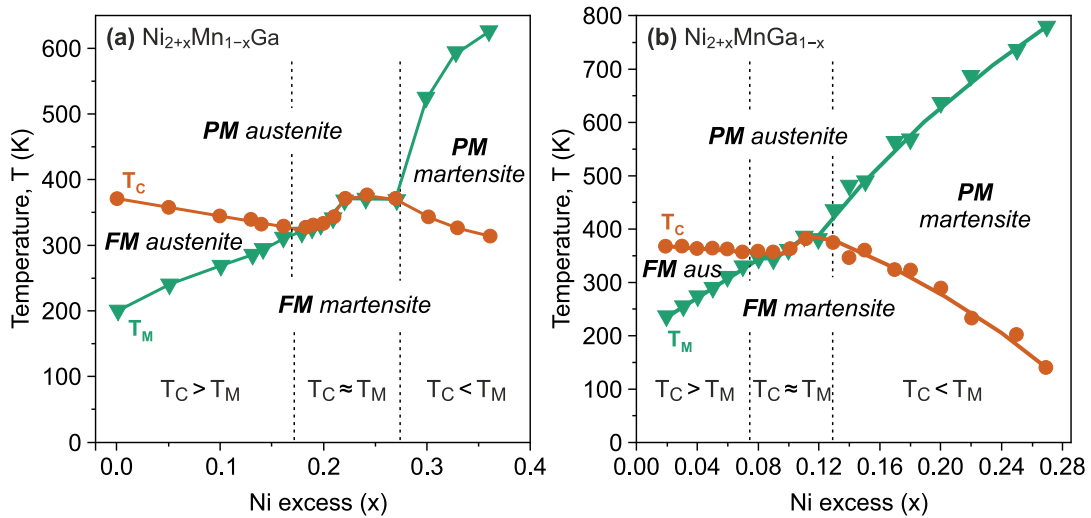 (a) Ni2+xMn1−xGa
Temperature, T (K)
600
500
400
300
200
100
0
PM austenite
PM
martensite
TC
FM austenite
FM martensite
TM
TC > TM
TC ≈ TM
TC < TM
0.0
0.1
0.2
0.3
0.4
Ni excess (x)
(b) Ni2+xMnGa1−x
Temperature, T (K)
800
700
600
500
400
300
200
100
0
PM austenite
PM
martensite
TC
FM aus
FM martensite
TM
TC > TM
TC ≈ TM
TC < TM
0.00
0.04
0.08
0.12
0.16
0.20
0.24
0.28
Ni excess (x)